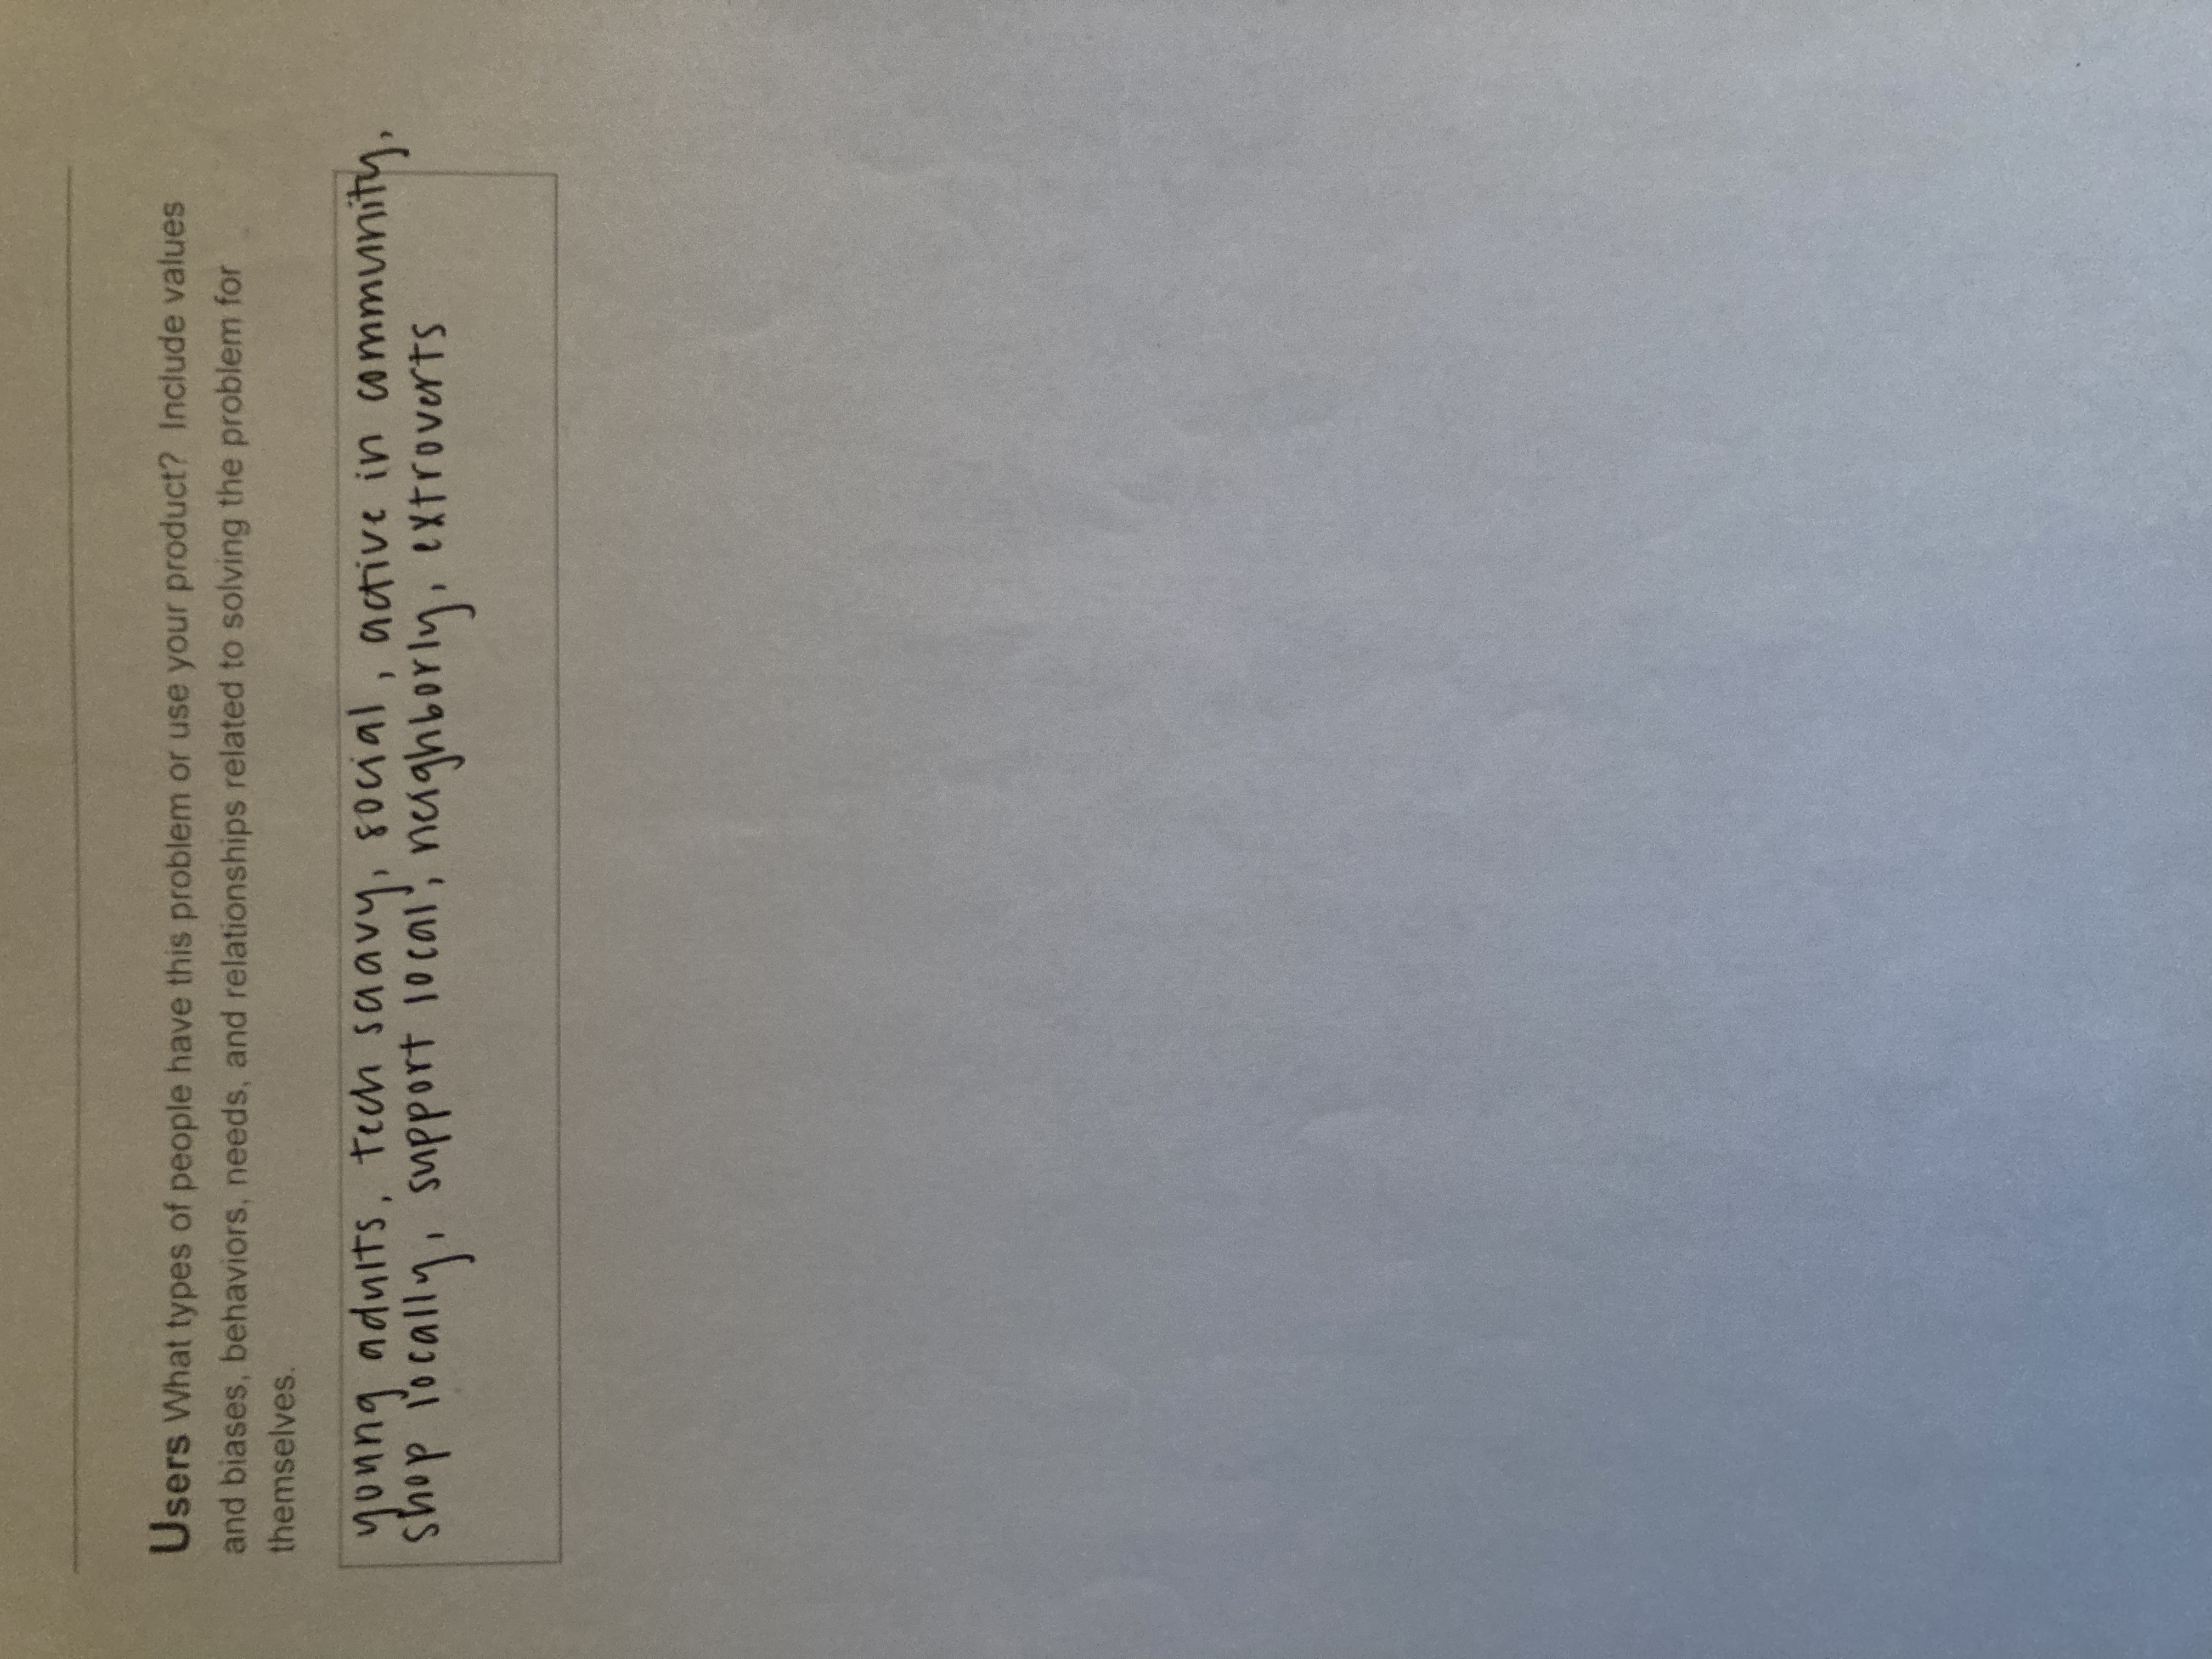 Users What types of people have this problem or use your product? Include values
and biases, behaviors, needs, and relationships related to solving the problem for
themselves.
young adults, tech saavy, social, active in community,
shop locally, support local, neighborly, extroverts